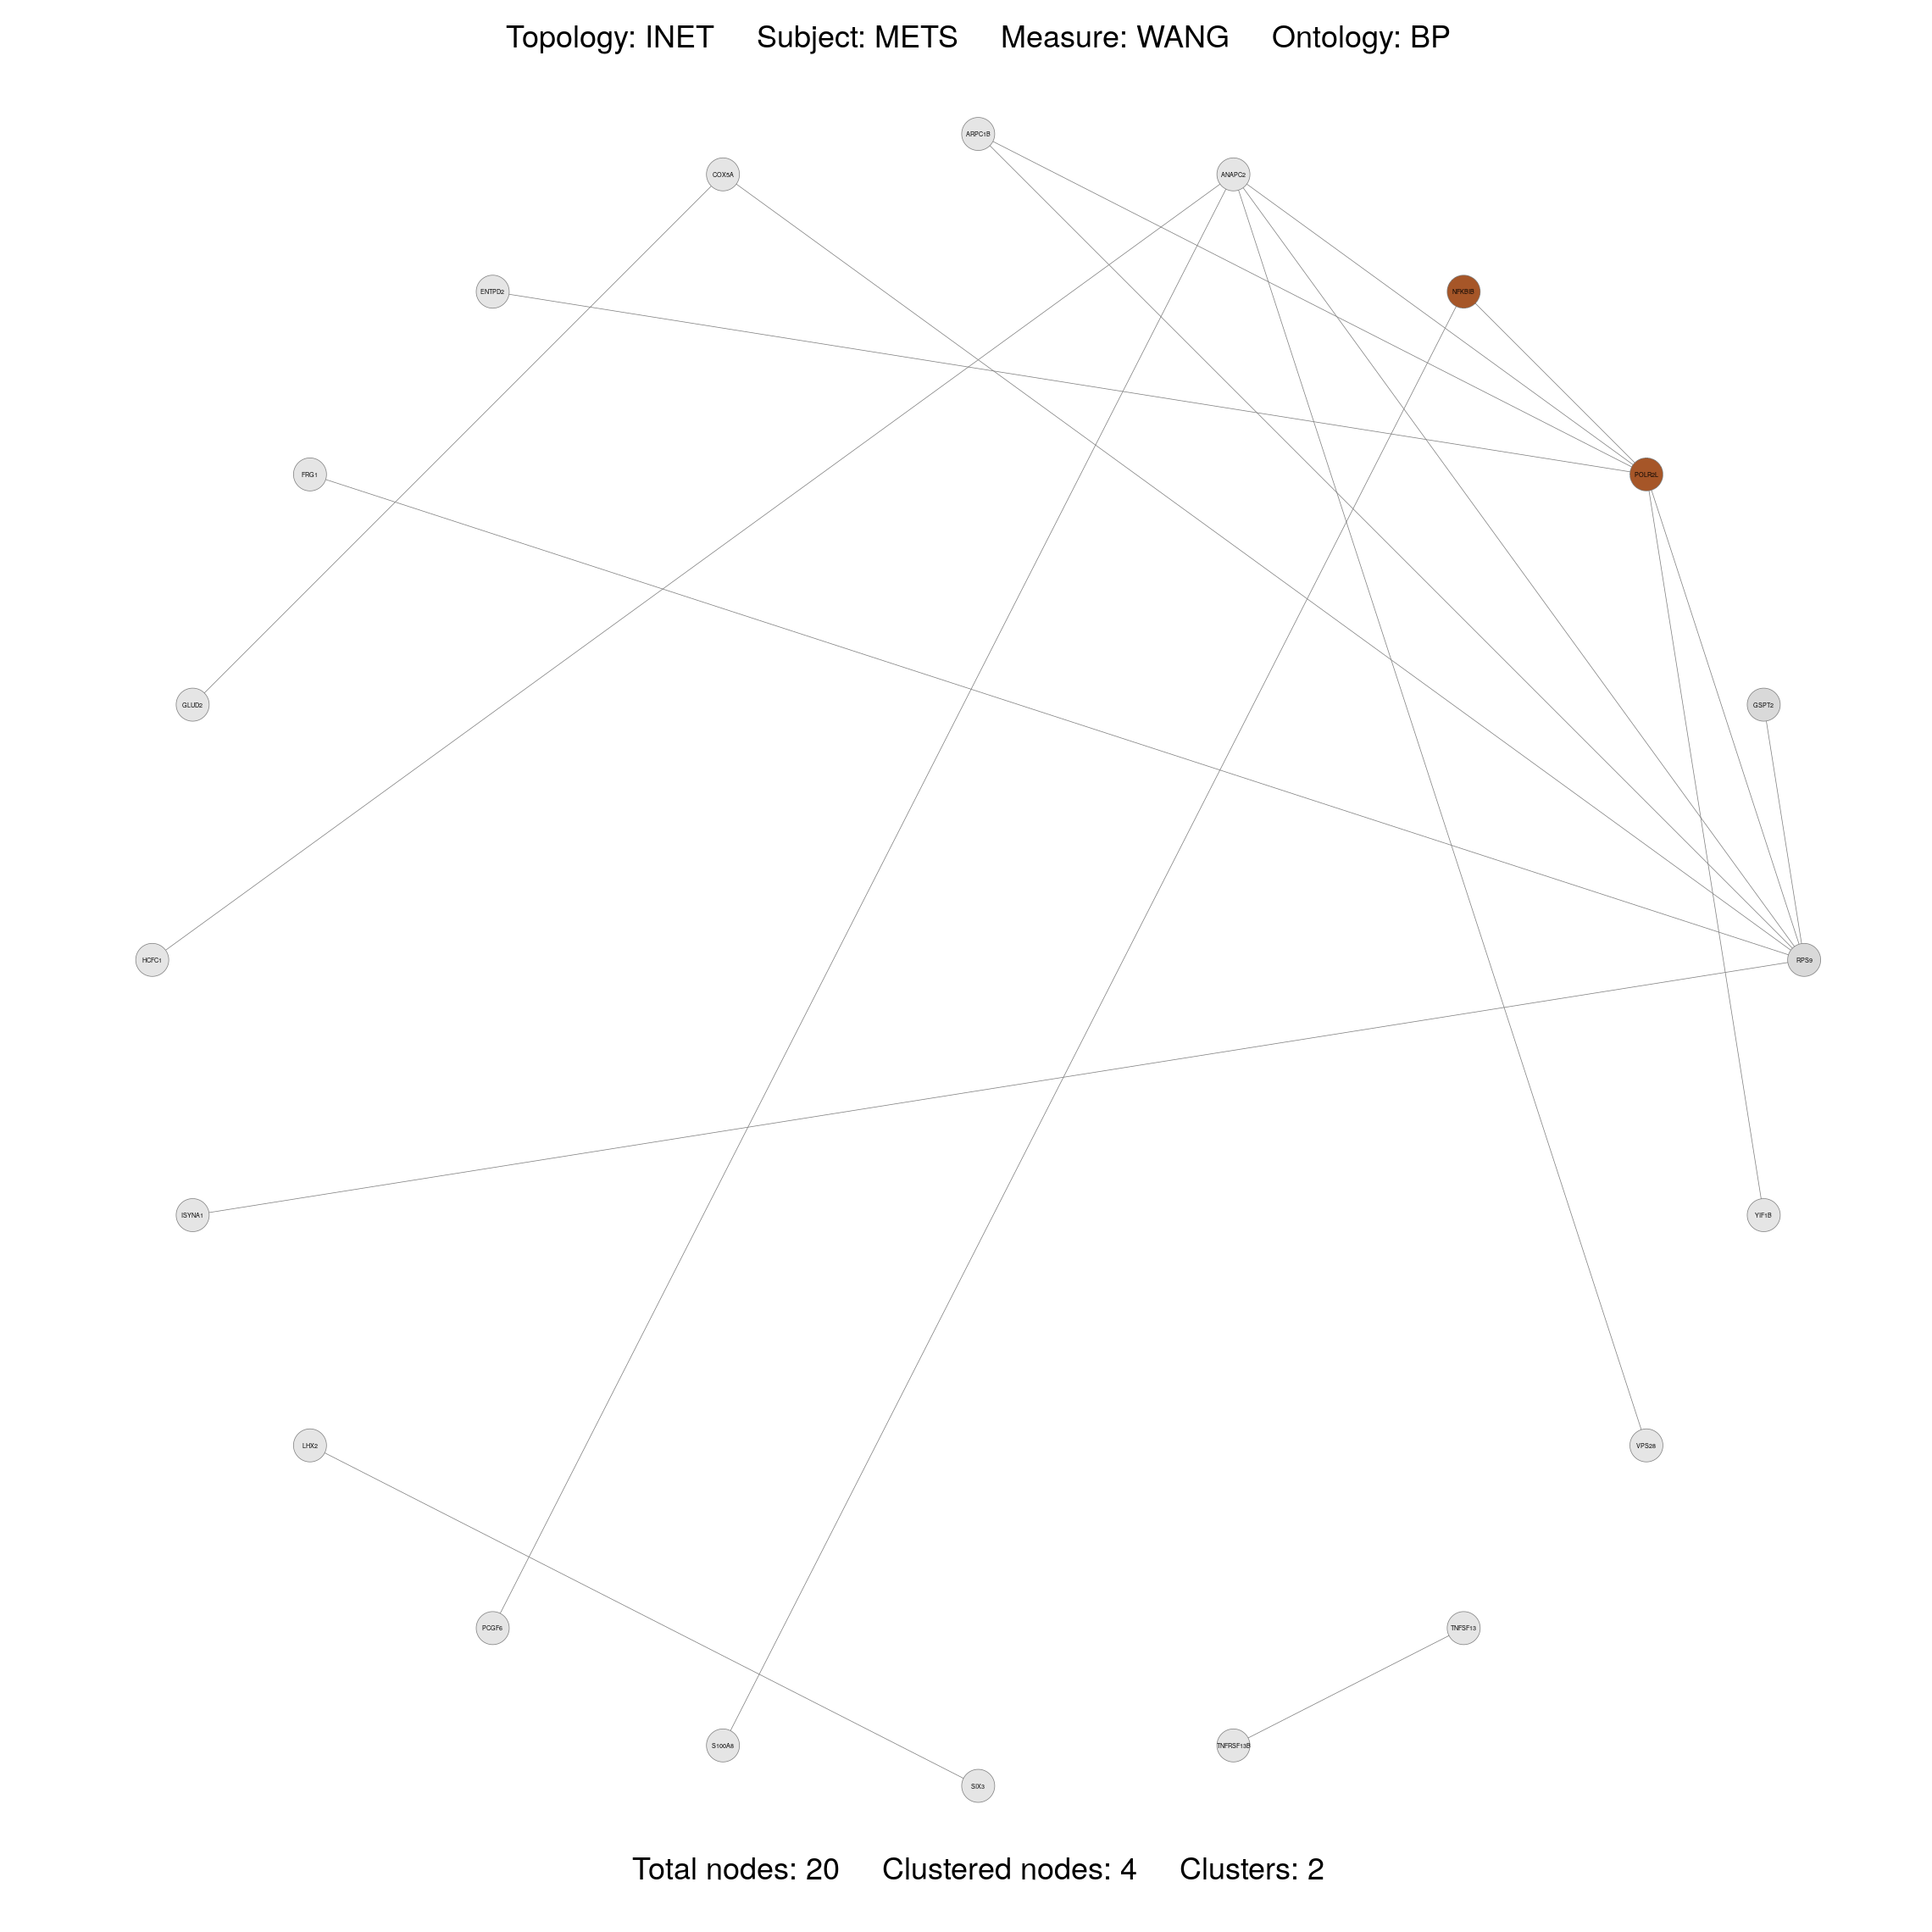 Topology: INET Subject: METS Measure: WANG Ontology: BP
ARPC1B
COX5A
ANAPC2
ENTPD2
NFKBIB
FRG1
POLR2L
GLUD2
GSPT2
HCFC1
RPS9
ISYNA1
YIF1B
LHX2
VPS28
PCGF6
TNFSF13
S100A8
TNFRSF13B
SIX3
Total nodes: 20 Clustered nodes: 4 Clusters: 2